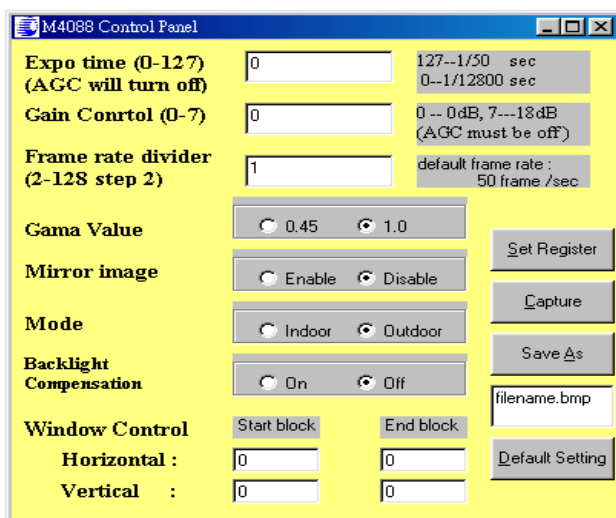 M4088 Control Panel
Expo time (0-127)
(AGC will turn off)
0
127--1/50 sec
0--1/12800 sec
Gain Conrtol (0-7)
0
0 -- 0dB, 7---18dB
(AGC must be off)
Frame rate divider
(2-128 step 2)
1
default frame rate :
50 frame /sec
Gama Value
0.45
1.0
Set Register
Mirror image
Enable
Disable
Capture
Mode
Indoor
Outdoor
Save As
Backlight
Compensation
On
Off
filename.bmp
Window Control
Start block
End block
Default Setting
Horizontal :
0
0
Vertical :
0
0